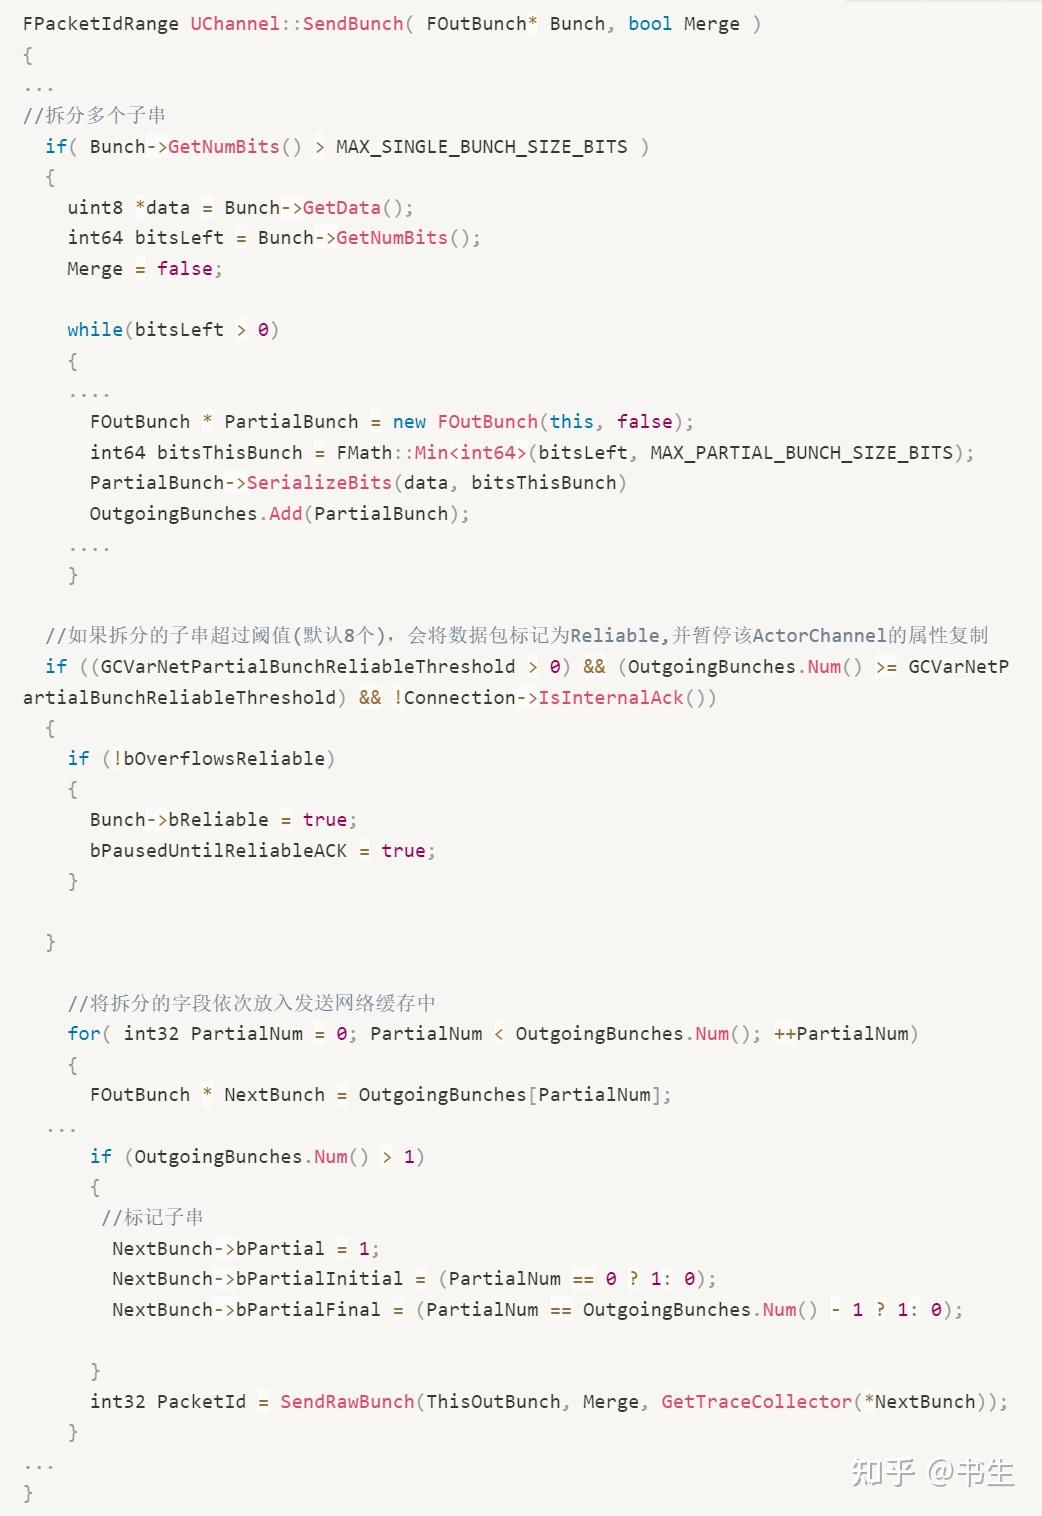 FPacketIdRange UChannel::SendBunch( FOutBunch* Bunch, bool Merge )
{
...
//拆分多个子串
if( Bunch->GetNumBits() > MAX_SINGLE_BUNCH_SIZE_BITS )
{
uint8 *data = Bunch->GetData();
int64 bitsLeft = Bunch->GetNumBits();
Merge = false;
while(bitsLeft > 0)
{
....
FOutBunch * PartialBunch = new FOutBunch(this, false);
int64 bitsThisBunch = FMath::Min<int64>(bitsLeft, MAX_PARTIAL_BUNCH_SIZE_BITS);
PartialBunch->SerializeBits(data, bitsThisBunch)
OutgoingBunches.Add(PartialBunch);
....
}
//如果拆分的子串超过阈值(默认8个)，会将数据包标记为Reliable,并暂停该ActorChannel的属性复制
if ((GCVarNetPartialBunchReliableThreshold > 0) && (OutgoingBunches.Num() >= GCVarNetP
artialBunchReliableThreshold) && !Connection->IsInternalAck())
{
if (!bOverflowsReliable)
{
Bunch->bReliable = true;
bPausedUntilReliableACK = true;
}
}
//将拆分的字段依次放入发送网络缓存中
for( int32 PartialNum = 0; PartialNum < OutgoingBunches.Num(); ++PartialNum)
{
FOutBunch * NextBunch = OutgoingBunches[PartialNum];
...
if (OutgoingBunches.Num() > 1)
{
//标记子串
NextBunch->bPartial = 1;
NextBunch->bPartialInitial = (PartialNum == 0 ? 1: 0);
NextBunch->bPartialFinal = (PartialNum == OutgoingBunches.Num() - 1 ? 1: 0);
}
int32 PacketId = SendRawBunch(ThisOutBunch, Merge, GetTraceCollector(*NextBunch));
}
...
}
知乎 @书生